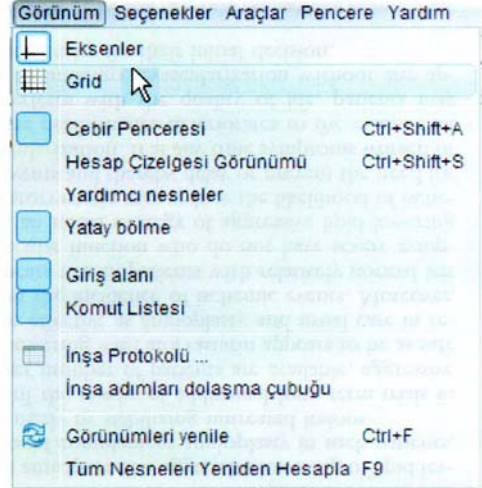 Görünüm Seçenekler Araçlar Pencere Yardım
Eksenler
Grid
Cebir Penceresi Ctrl+Shift+A
Hesap Çizelgesi Görünümü Ctrl+Shift+S
Yardımcı nesneler
Yatay bölme
Giriş alanı
Komut Listesi
İnşa Protokolü ...
İnşa adımları dolaşma çubuğu
Görünümleri yenile Ctrl+F
Tüm Nesneleri Yeniden Hesapla F9